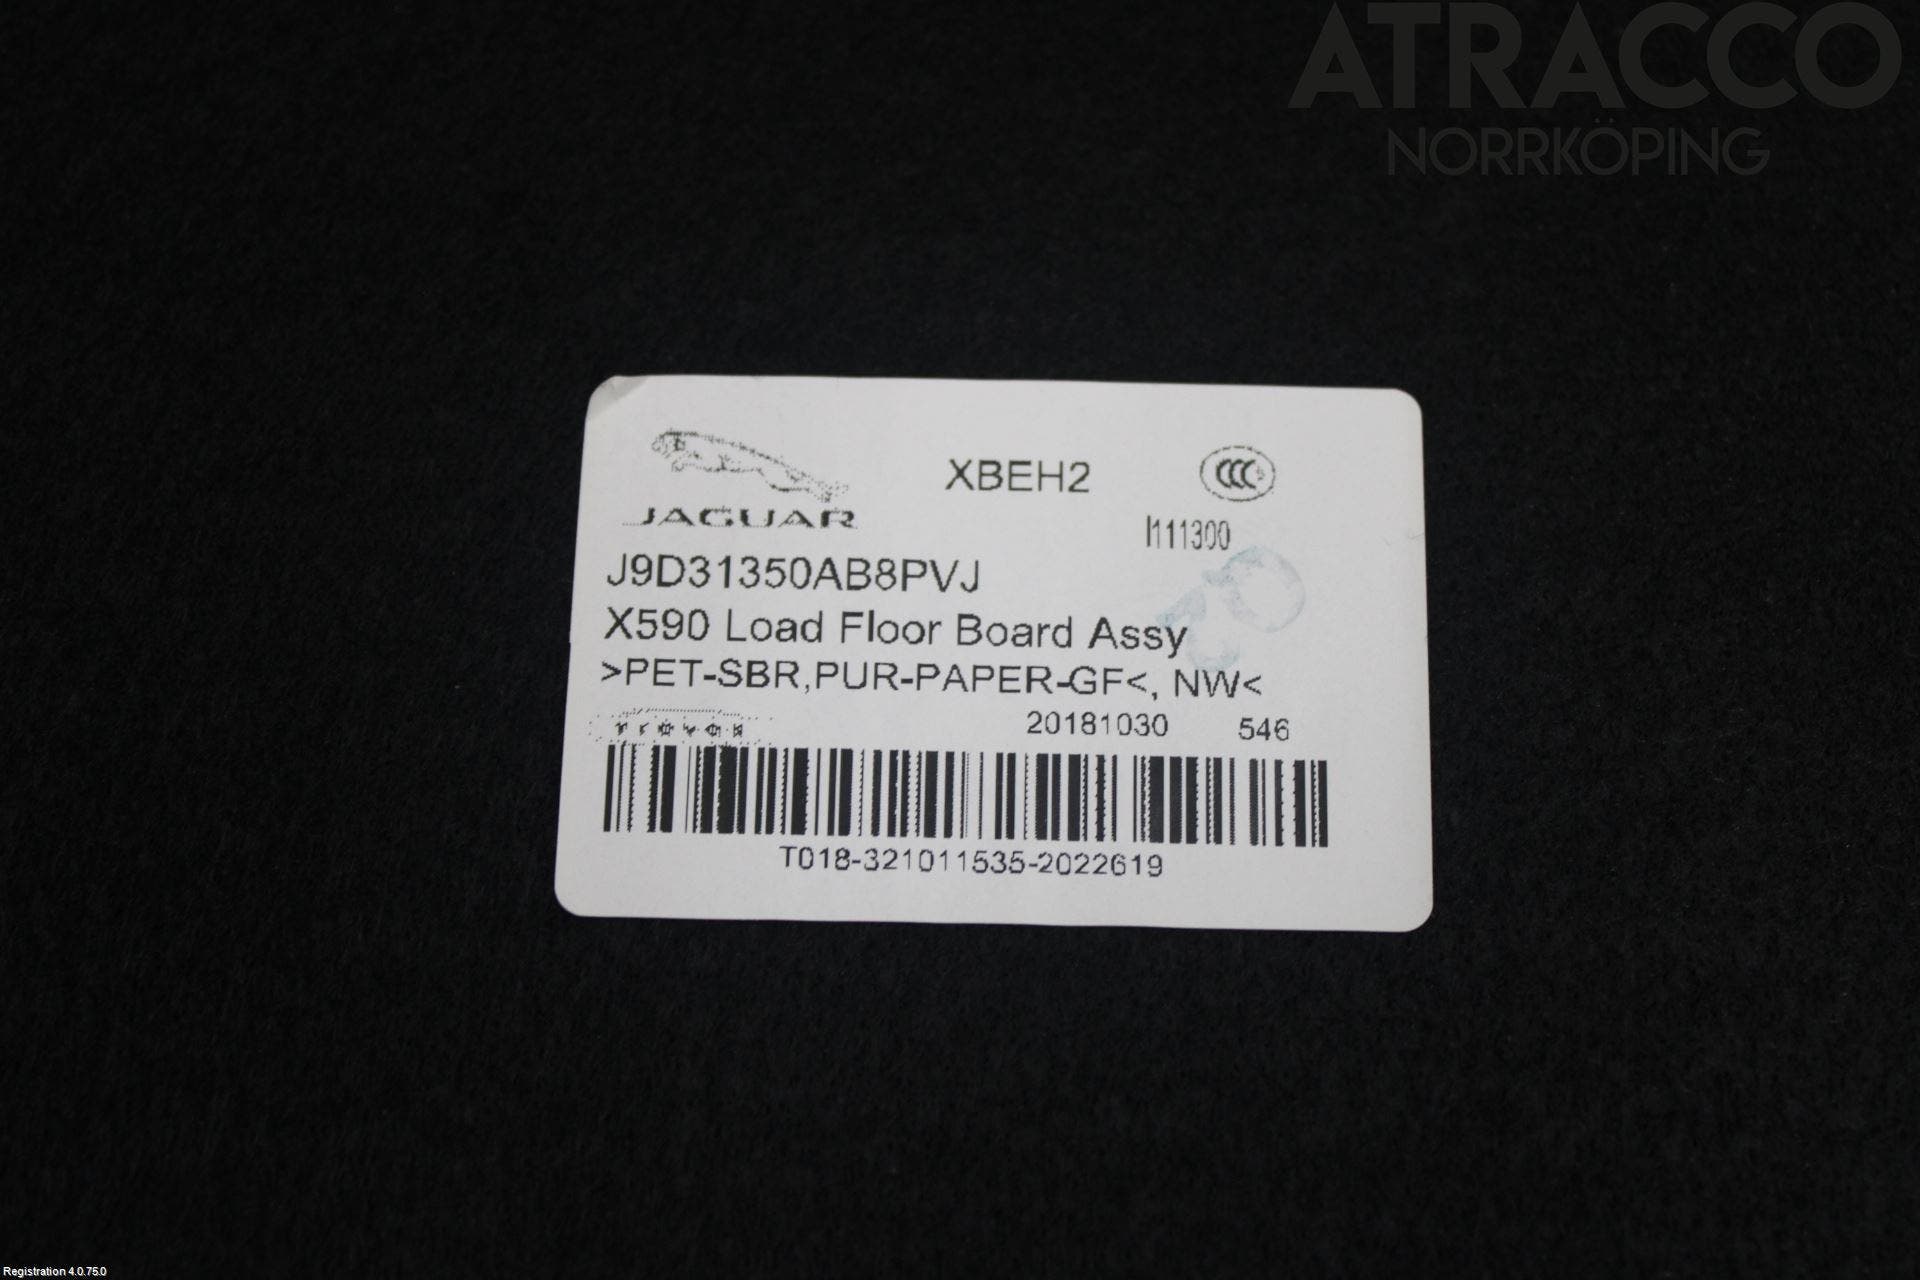 ATRACCO
NORRKÖPING
JAGUAR
XBEH2
CCC
I111300
J9D31350AB8PVJ
X590 Load Floor Board Assy
>PET-SBR,PUR-PAPER-GF<, NW<
20181030 546
T018-321011535-2022619
Registration 4.0.75.0